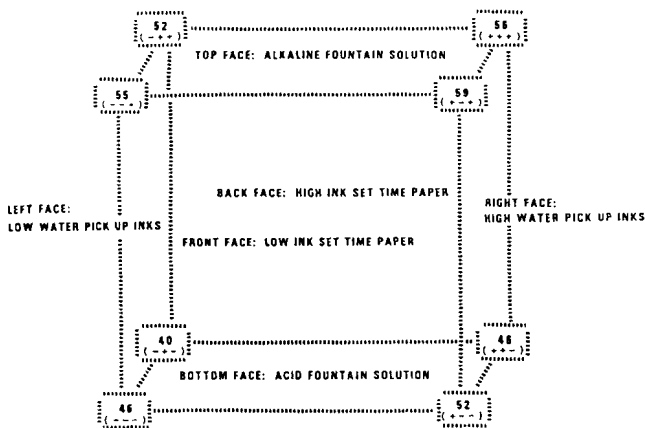 52 56
(-++) (+++)
TOP FACE: ALKALINE FOUNTAIN SOLUTION
55 59
(--+) (+-+)
BACK FACE: HIGH INK SET TIME PAPER
LEFT FACE:
LOW WATER PICK UP INKS
RIGHT FACE:
HIGH WATER PICK UP INKS
FRONT FACE: LOW INK SET TIME PAPER
40 46
(-+-) (++-)
BOTTOM FACE: ACID FOUNTAIN SOLUTION
46 52
(---) (+--)